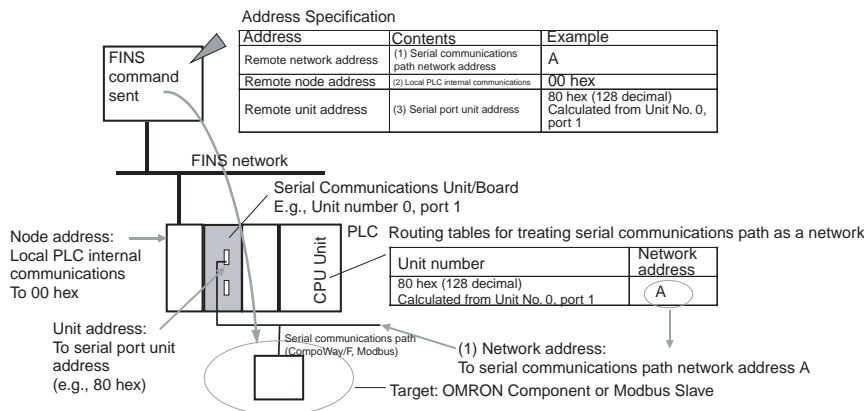 Address Specification
Address Contents Example
Remote network address (1) Serial communications path network address A
Remote node address (2) Local PLC internal communications 00 hex
Remote unit address (3) Serial port unit address 80 hex (128 decimal)
Calculated from Unit No. 0, port 1
FINS
command
sent
FINS network
Serial Communications Unit/Board
E.g., Unit number 0, port 1
Node address:
Local PLC internal
communications
To 00 hex
CPU Unit
PLC
Routing tables for treating serial communications path as a network
Unit number Network address
80 hex (128 decimal)
Calculated from Unit No. 0, port 1 A
Unit address:
To serial port unit
address
(e.g., 80 hex)
Serial communications path
(CompoWay/F, Modbus)
(1) Network address:
To serial communications path network address A
Target: OMRON Component or Modbus Slave